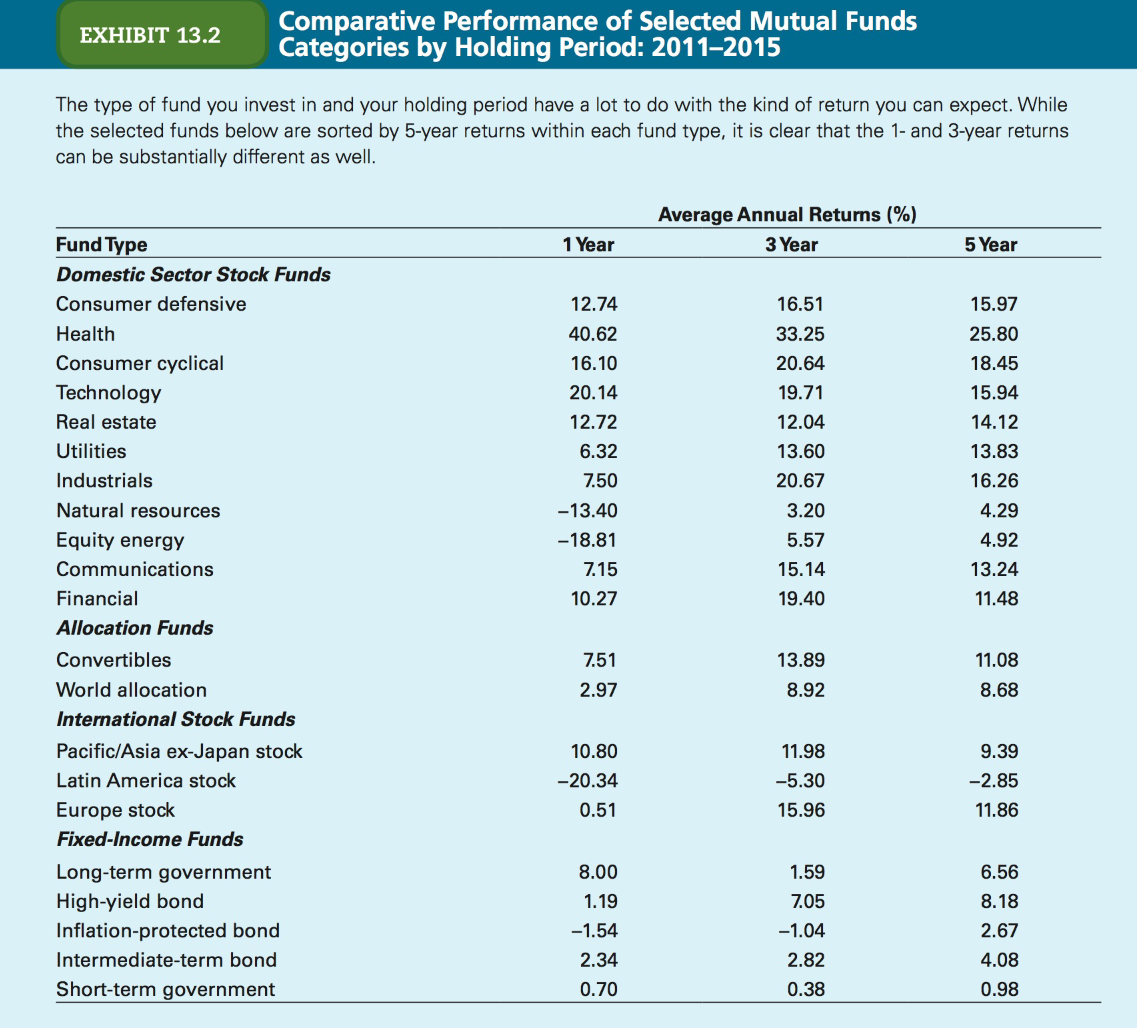 EXHIBIT 13.2
Comparative Performance of Selected Mutual Funds
Categories by Holding Period: 2011–2015
The type of fund you invest in and your holding period have a lot to do with the kind of return you can expect. While
the selected funds below are sorted by 5-year returns within each fund type, it is clear that the 1- and 3-year returns
can be substantially different as well.
Average Annual Returns (%)
Fund Type 1 Year 3 Year 5 Year
Domestic Sector Stock Funds
Consumer defensive 12.74 16.51 15.97
Health 40.62 33.25 25.80
Consumer cyclical 16.10 20.64 18.45
Technology 20.14 19.71 15.94
Real estate 12.72 12.04 14.12
Utilities 6.32 13.60 13.83
Industrials 7.50 20.67 16.26
Natural resources –13.40 3.20 4.29
Equity energy –18.81 5.57 4.92
Communications 7.15 15.14 13.24
Financial 10.27 19.40 11.48
Allocation Funds
Convertibles 7.51 13.89 11.08
World allocation 2.97 8.92 8.68
International Stock Funds
Pacific/Asia ex-Japan stock 10.80 11.98 9.39
Latin America stock –20.34 –5.30 –2.85
Europe stock 0.51 15.96 11.86
Fixed-Income Funds
Long-term government 8.00 1.59 6.56
High-yield bond 1.19 7.05 8.18
Inflation-protected bond –1.54 –1.04 2.67
Intermediate-term bond 2.34 2.82 4.08
Short-term government 0.70 0.38 0.98